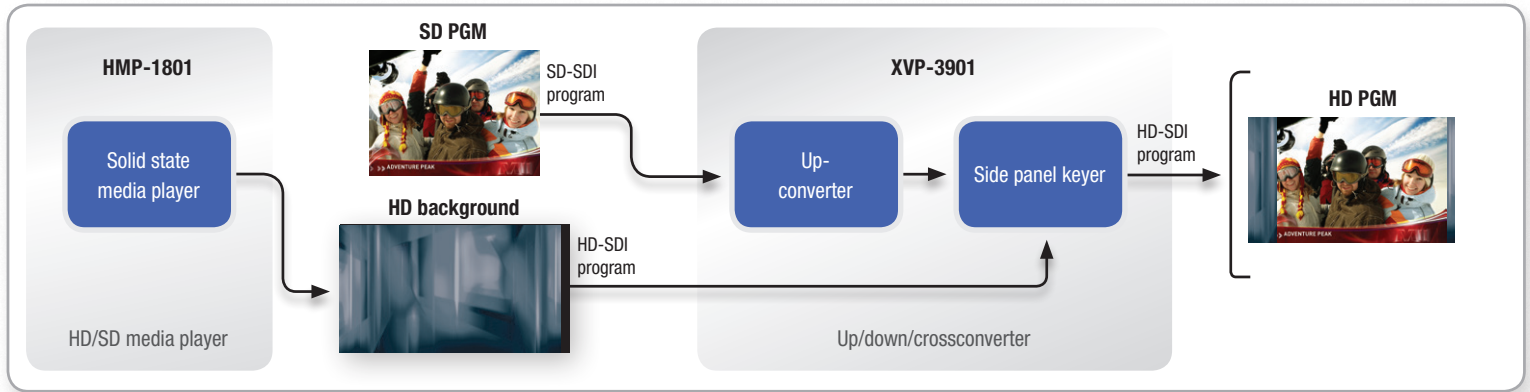 HMP-1801
Solid state
media player
HD/SD media player
SD PGM
>> ADVENTURE PEAK
SD-SDI
program
HD background
HD-SDI
program
XVP-3901
Up-
converter
Side panel keyer
Up/down/crossconverter
HD-SDI
program
HD PGM
>> ADVENTURE PEAK